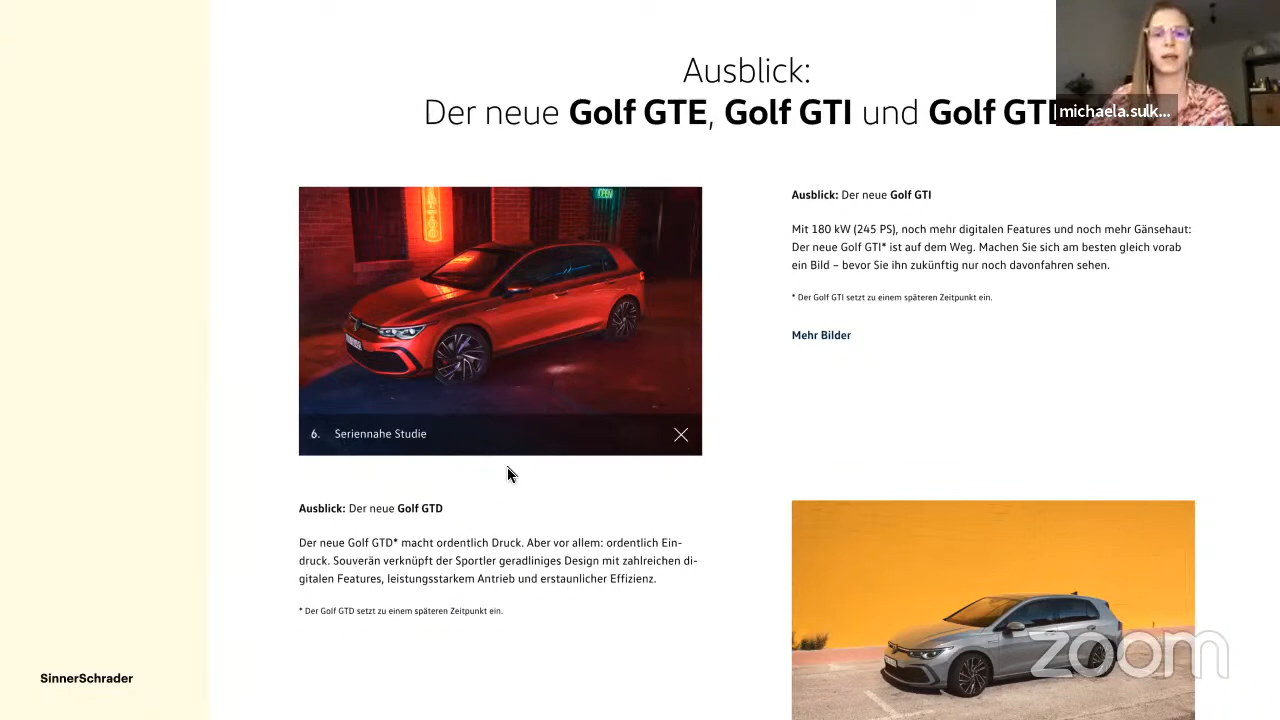 Ausblick:
Der neue Golf GTE, Golf GTI und Golf GTD
michaela.sulk...
OPEN
Ausblick: Der neue Golf GTI
Mit 180 kW (245 PS), noch mehr digitalen Features und noch mehr Gänsehaut:
Der neue Golf GTI* ist auf dem Weg. Machen Sie sich am besten gleich vorab
ein Bild – bevor Sie ihn zukünftig nur noch davonfahren sehen.
* Der Golf GTI setzt zu einem späteren Zeitpunkt ein.
Mehr Bilder
6. Seriennahe Studie
Ausblick: Der neue Golf GTD
Der neue Golf GTD* macht ordentlich Druck. Aber vor allem: ordentlich Ein-
druck. Souverän verknüpft der Sportler geradliniges Design mit zahlreichen di-
gitalen Features, leistungsstarkem Antrieb und erstaunlicher Effizienz.
* Der Golf GTD setzt zu einem späteren Zeitpunkt ein.
zoom
SinnerSchrader